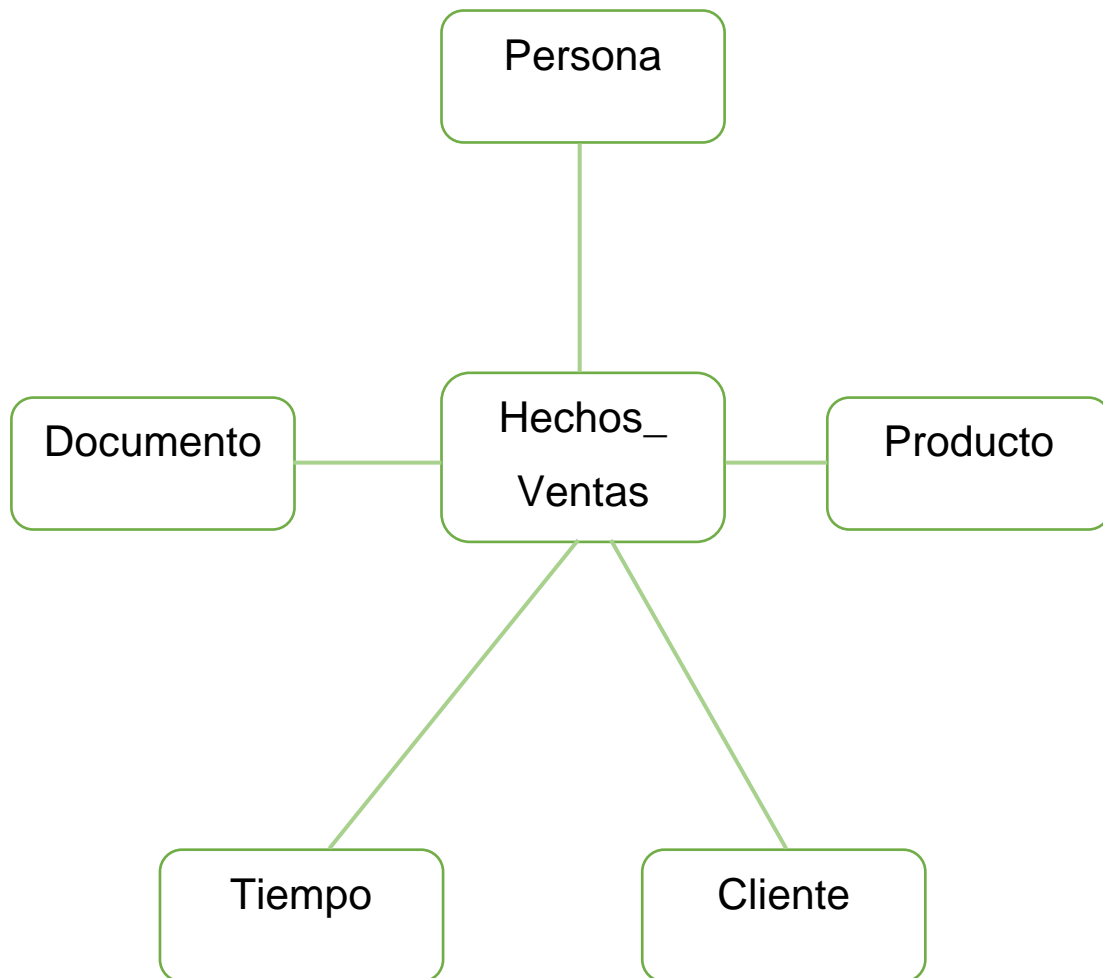 Persona
Documento
Hechos_
Ventas
Producto
Tiempo
Cliente